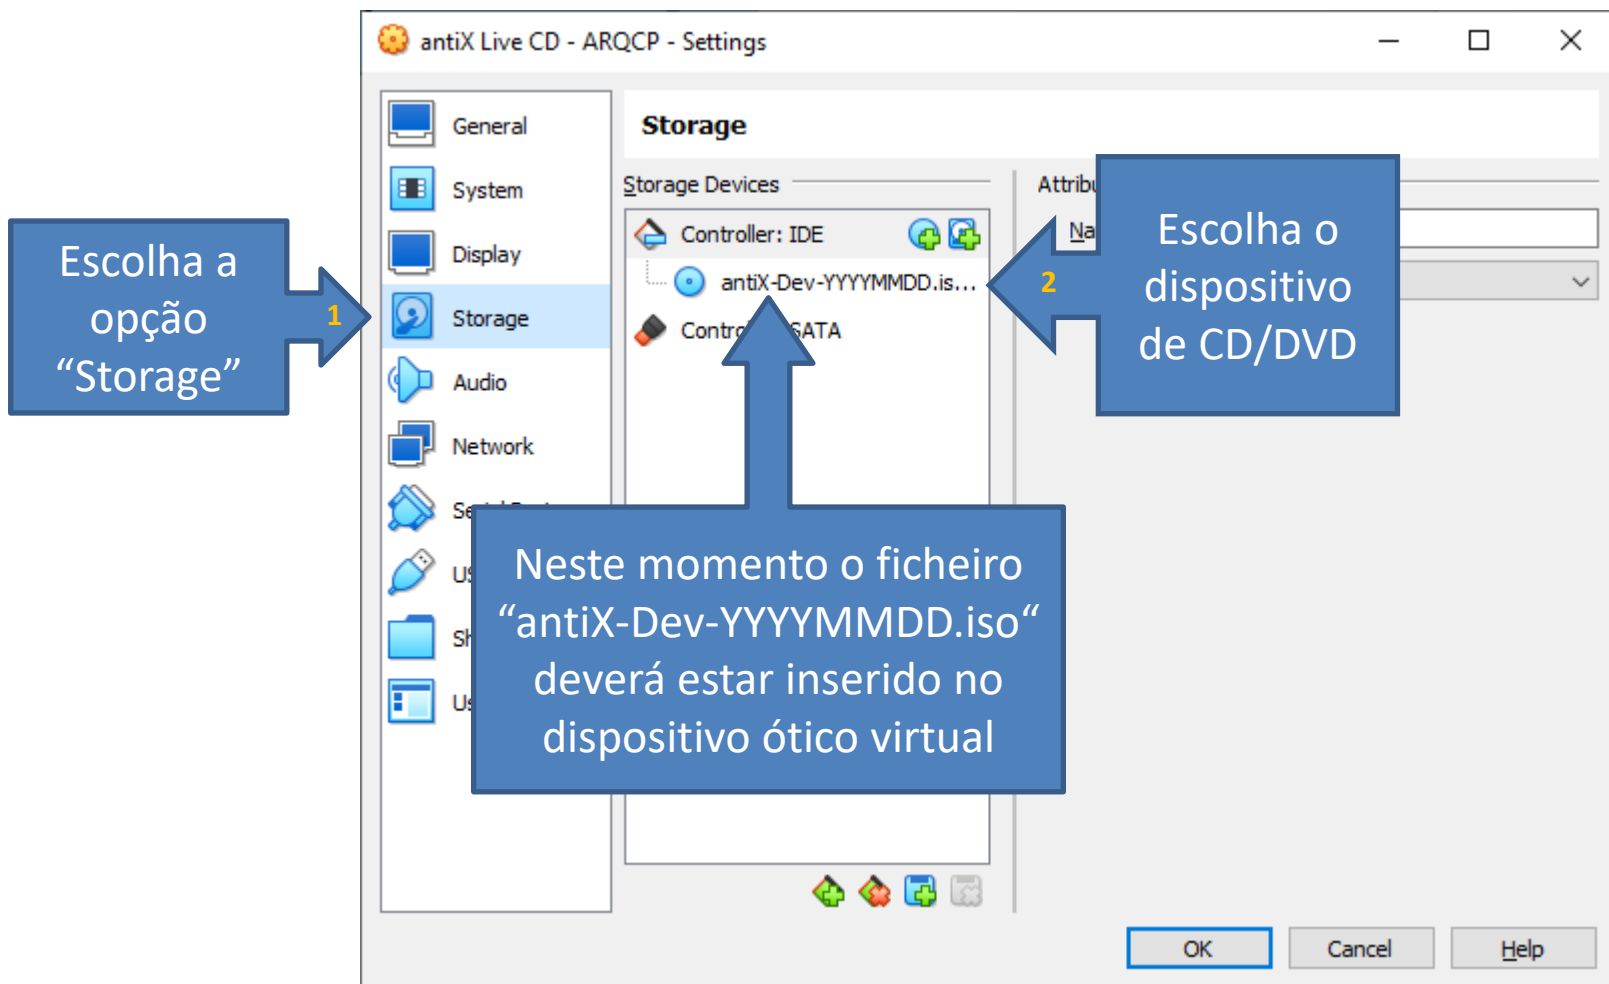 antiX Live CD - ARQCP - Settings
General
System
Display
Storage
Audio
Network
Storage
Storage Devices
Controller: IDE
antiX-Dev-YYYYMMDD.is...
SATA
Escolha a
opção
“Storage”
1
2
Escolha o
dispositivo
de CD/DVD
Neste momento o ficheiro
“antiX-Dev-YYYYMMDD.iso“
deverá estar inserido no
dispositivo ótico virtual
OK
Cancel
Help